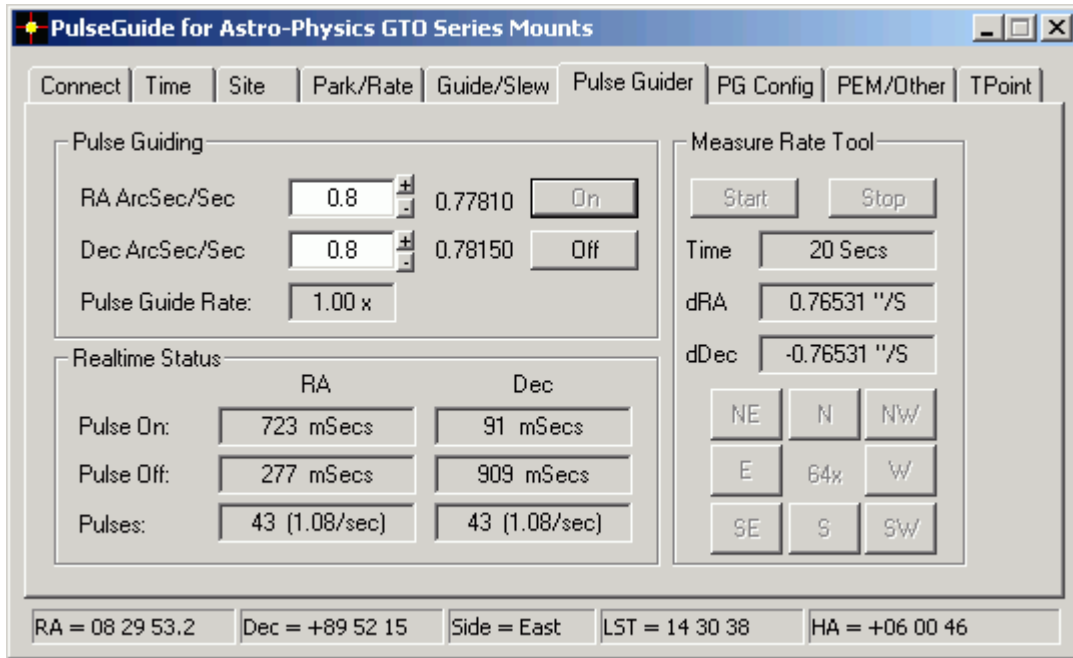 PulseGuide for Astro-Physics GTO Series Mounts
Connect Time Site Park/Rate Guide/Slew Pulse Guider PG Config PEM/Other TPoint
Pulse Guiding
RA ArcSec/Sec 0.8 + - 0.77810 On
Dec ArcSec/Sec 0.8 + - 0.78150 Off
Pulse Guide Rate: 1.00 x
Realtime Status
RA Dec
Pulse On: 723 mSecs 91 mSecs
Pulse Off: 277 mSecs 909 mSecs
Pulses: 43 (1.08/sec) 43 (1.08/sec)
Measure Rate Tool
Start Stop
Time 20 Secs
dRA 0.76531 "/S
dDec -0.76531 "/S
NE N NW
E 64x W
SE S SW
RA = 08 29 53.2 Dec = +89 52 15 Side = East LST = 14 30 38 HA = +06 00 46